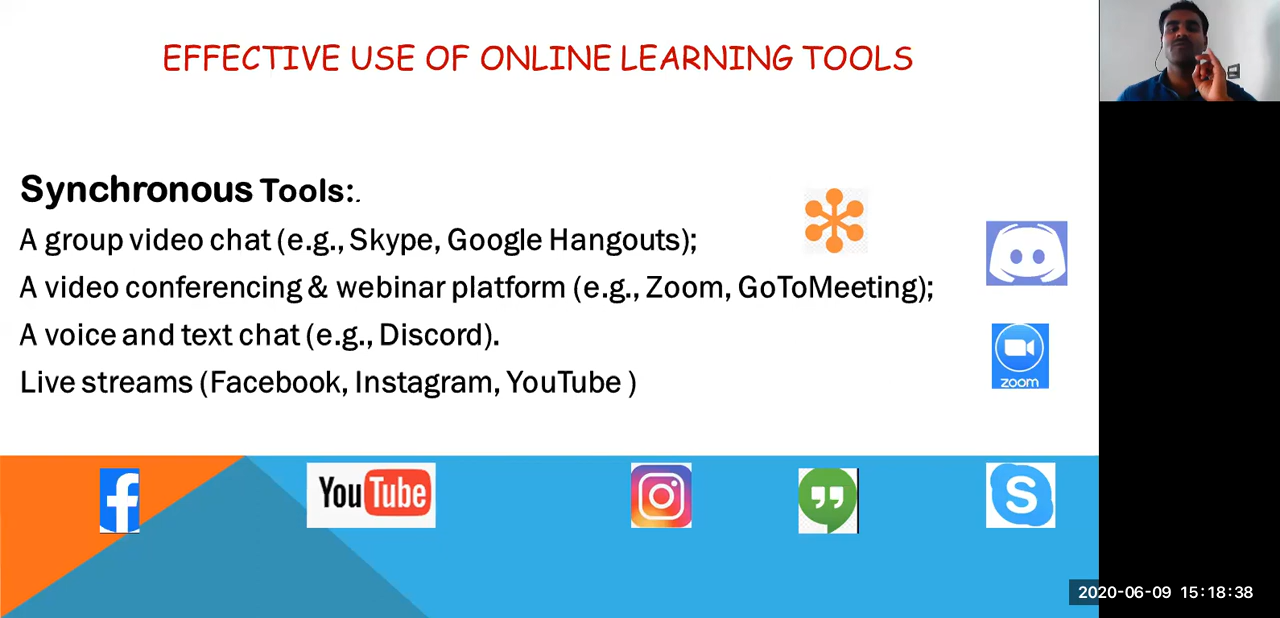 EFFECTIVE USE OF ONLINE LEARNING TOOLS
Synchronous Tools:.
A group video chat (e.g., Skype, Google Hangouts);
A video conferencing & webinar platform (e.g., Zoom, GoToMeeting);
A voice and text chat (e.g., Discord).
Live streams (Facebook, Instagram, YouTube )
zoom
f
YouTube
S
2020-06-09 15:18:38